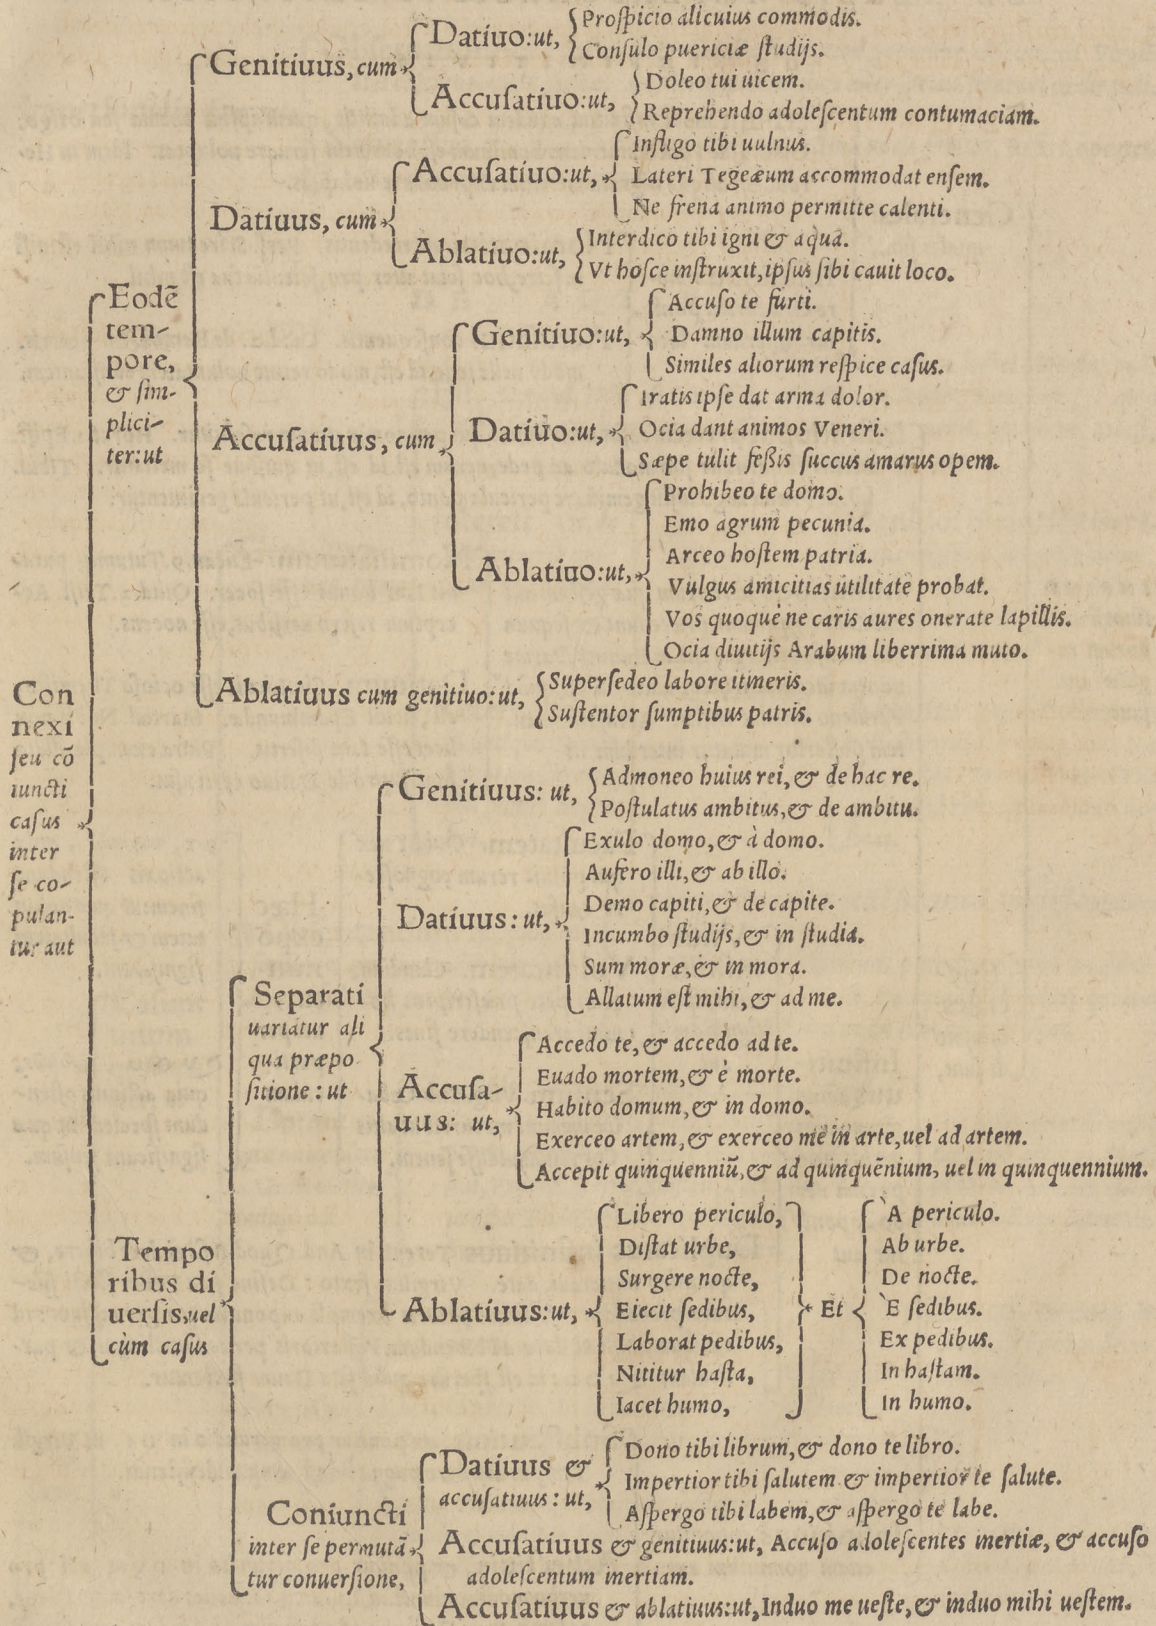 Connexi
ſeu cō
iuncti
caſus
inter
ſe co-
pulan-
tur aut
Eodē
tem-
pore,
& ſim-
plici-
ter: ut
Genitiuus, cum
Datiuo: ut,
Proſpicio alicuius commodis.
Conſulo puericiæ ſtudijs.
Accuſatiuo: ut,
Doleo tui uicem.
Reprehendo adoleſcentum contumaciam.
Datiuus, cum
Accuſatiuo: ut,
Infligo tibi uulnus.
Lateri Tegeæum accommodat enſem.
Ne frena animo permitte calenti.
Ablatiuo: ut,
Interdico tibi igni & aqua.
Vt hoſce inſtruxit, ipſus ſibi cauit loco.
Accuſatiuus, cum
Genitiuo: ut,
Accuſo te furti.
Damno illum capitis.
Similes aliorum reſpice caſus.
Datiuo: ut,
Iratis ipſe dat arma dolor.
Ocia dant animos Veneri.
Sæpe tulit feßis ſuccus amarus opem.
Ablatiuo: ut,
Prohibeo te domo.
Emo agrum pecunia.
Arceo hoſtem patria.
Vulgus amicitias utilitate probat.
Vos quoque ne caris aures onerate lapillis.
Ocia diuitijs Arabum liberrima muto.
Ablatiuus cum genitiuo: ut,
Superſedeo labore itineris.
Suſtentor ſumptibus patris.
Tempo
ribus di
uerſis, uel
cùm caſus
Separati
uariatur ali
qua præpo
ſitione: ut
Genitiuus: ut,
Admoneo huius rei, & de hac re.
Poſtulatus ambitus, & de ambitu.
Datiuus: ut,
Exulo domo, & à domo.
Aufero illi, & ab illo.
Demo capiti, & de capite.
Incumbo ſtudijs, & in ſtudia.
Sum moræ, & in mora.
Allatum eſt mihi, & ad me.
Accuſa-
uus: ut,
Accedo te, & accedo ad te.
Euado mortem, & è morte.
Habito domum, & in domo.
Exerceo artem, & exerceo me in arte, uel ad artem.
Accepit quinquenniū, & ad quinquēnium, uel in quinquennium.
Ablatiuus: ut,
Libero periculo,
Diſtat urbe,
Surgere nocte,
Eiecit ſedibus,
Laborat pedibus,
Nititur haſta,
Iacet humo,
Et
À periculo.
Ab urbe.
De nocte.
È ſedibus.
Ex pedibus.
In haſtam.
In humo.
Coniuncti
inter ſe permutā
tur conuerſione,
Datiuus &
accuſatiuus: ut,
Dono tibi librum, & dono te libro.
Impertior tibi ſalutem & impertior te ſalute.
Aſpergo tibi labem, & aſpergo te labe.
Accuſatiuus & genitiuus: ut, Accuſo adoleſcentes inertiæ, & accuſo
adoleſcentum inertiam.
Accuſatiuus & ablatiuus: ut, Induo me ueſte, & induo mihi ueſtem.